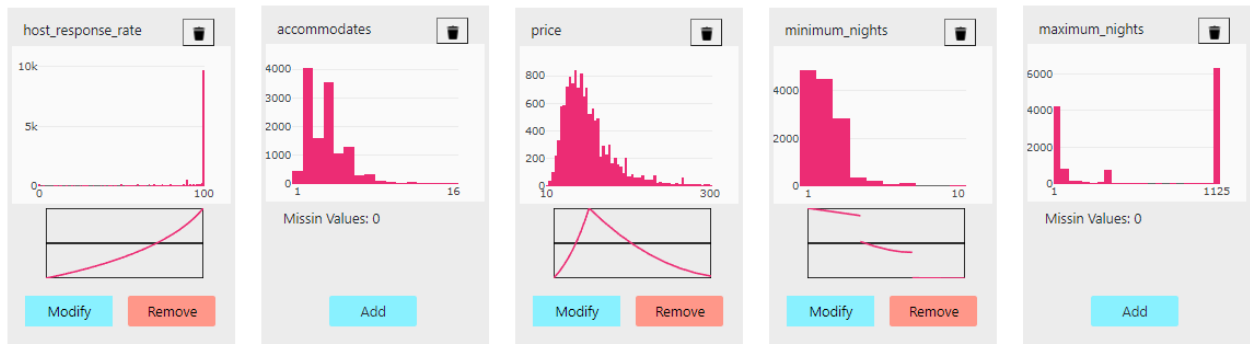 host_response_rate
10k
5k
0
0
100
Modify
Remove
accommodates
4000
3000
2000
1000
0
1
16
Missin Values: 0
Add
price
800
600
400
200
0
10
300
Modify
Remove
minimum_nights
4000
2000
0
1
10
Modify
Remove
maximum_nights
6000
4000
2000
0
1
1125
Missin Values: 0
Add